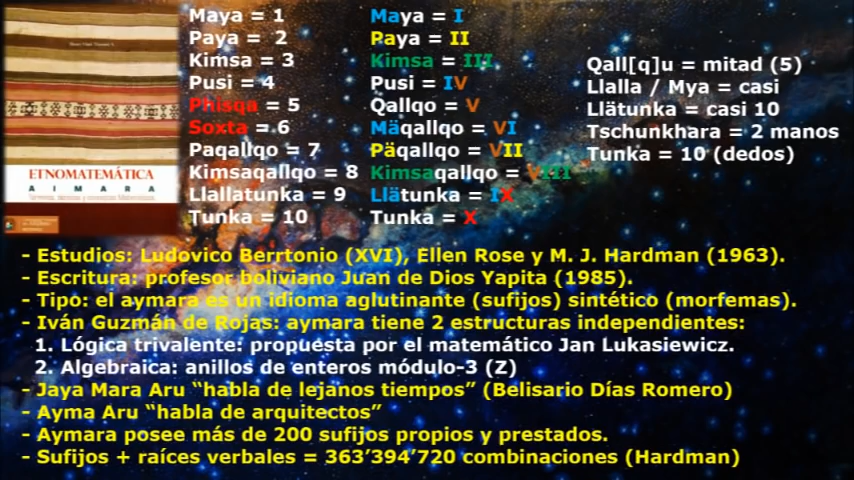 ETNOMATEMÁTICA
A I M A R A
Maya = 1
Paya = 2
Kimsa = 3
Pusi = 4
Phisqa = 5
Soxta = 6
Paqallqo = 7
Kimsaqallqo = 8
Llallatunka = 9
Tunka = 10
Maya = I
Paya = II
Kimsa = III
Pusi = IV
Qallqo = V
Mäqallqo = VI
Päqallqo = VII
Kimsaqallqo = VIII
Llätunka = IX
Tunka = X
Qall[q]u = mitad (5)
Llalla / Mya = casi
Llätunka = casi 10
Tschunkhara = 2 manos
Tunka = 10 (dedos)
- Estudios: Ludovico Berrtonio (XVI), Ellen Rose y M. J. Hardman (1963).
- Escritura: profesor boliviano Juan de Dios Yapita (1985).
- Tipo: el aymara es un idioma aglutinante (sufijos) sintético (morfemas).
- Iván Guzmán de Rojas: aymara tiene 2 estructuras independientes:
1. Lógica trivalente: propuesta por el matemático Jan Lukasiewicz.
2. Algebraica: anillos de enteros módulo-3 (Z)
- Jaya Mara Aru “habla de lejanos tiempos” (Belisario Días Romero)
- Ayma Aru “habla de arquitectos”
- Aymara posee más de 200 sufijos propios y prestados.
- Sufijos + raíces verbales = 363’394’720 combinaciones (Hardman)